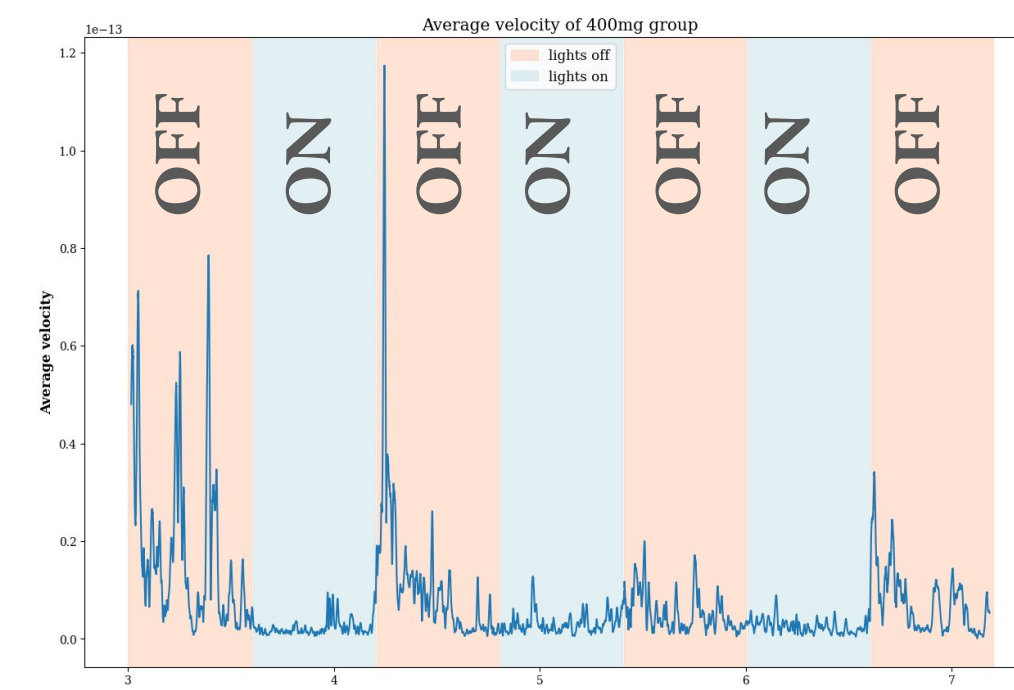 Average velocity of 400mg group
1e−13
lights off
lights on
OFF
ON
OFF
ON
OFF
ON
OFF
1.2
1.0
0.8
0.6
0.4
0.2
0.0
Average velocity
3 4 5 6 7